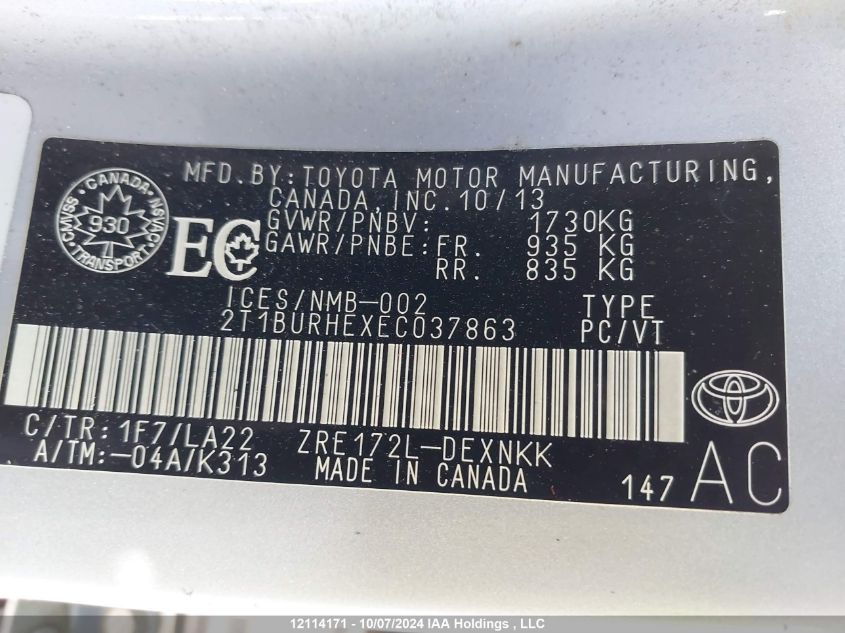 MFD.BY:TOYOTA MOTOR MANUFACTURING,
CANADA,INC.10/13
GVWR/PNBV: 1730KG
GAWR/PNBE:FR. 935 KG
RR. 835 KG
CANADA
CMVSS 930 NSVAC
TRANSPORT
EC
ICES/NMB-002 TYPE
2T1BURHEXEC037863 PC/VT
C/TR:1F7/LA22 ZRE172L-DEXNKK
A/TM:-04A/K313 MADE IN CANADA 147 AC
12114171 - 10/07/2024 IAA Holdings , LLC